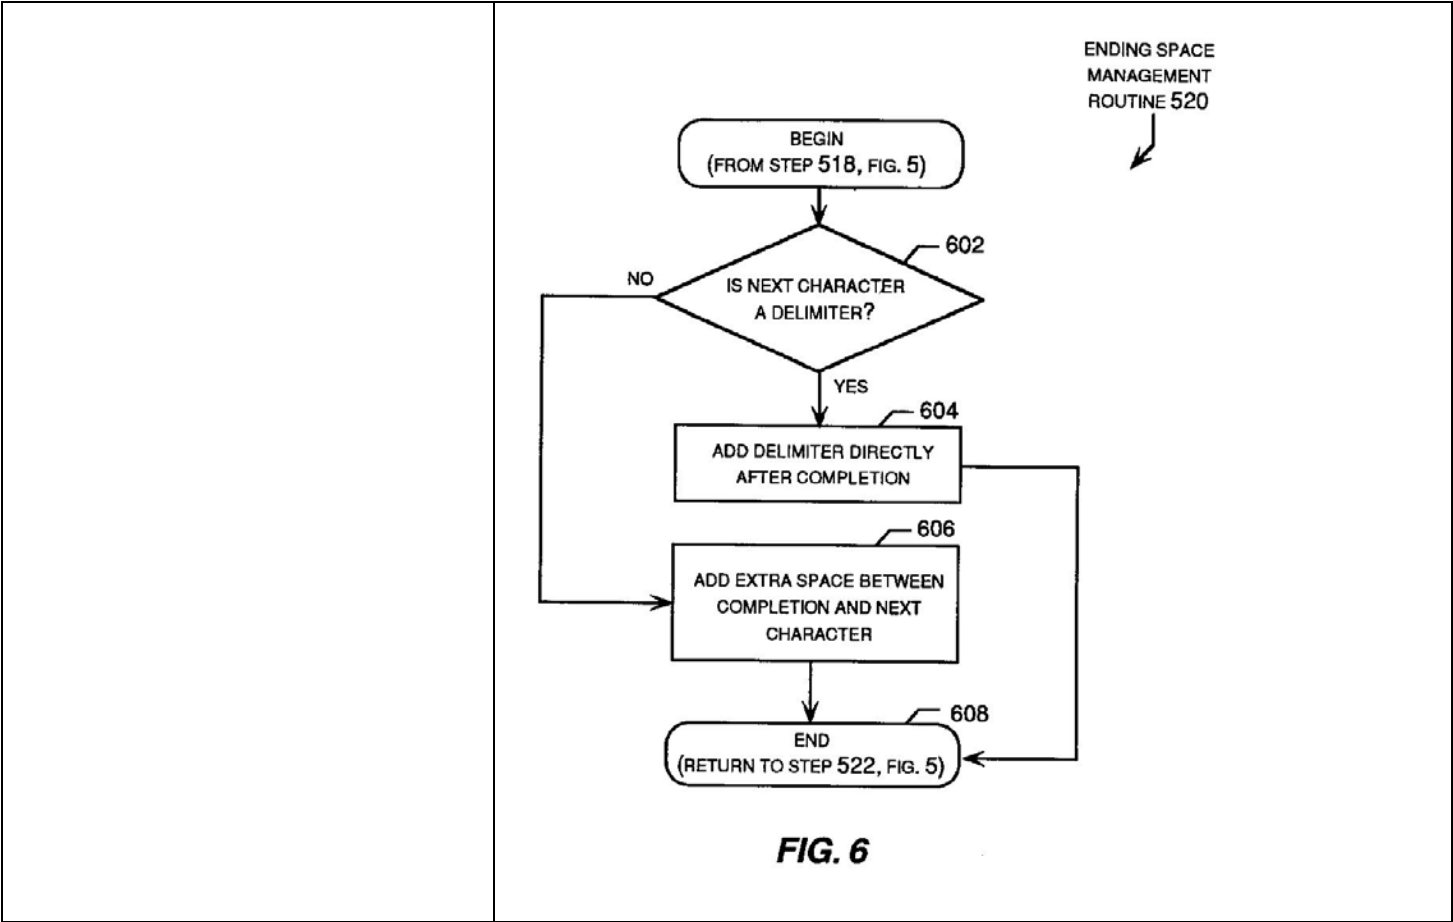 ENDING SPACE
MANAGEMENT
ROUTINE 520
BEGIN
(FROM STEP 518, FIG. 5)
602
NO
IS NEXT CHARACTER
A DELIMITER?
YES
604
ADD DELIMITER DIRECTLY
AFTER COMPLETION
606
ADD EXTRA SPACE BETWEEN
COMPLETION AND NEXT
CHARACTER
608
END
(RETURN TO STEP 522, FIG. 5)
FIG. 6